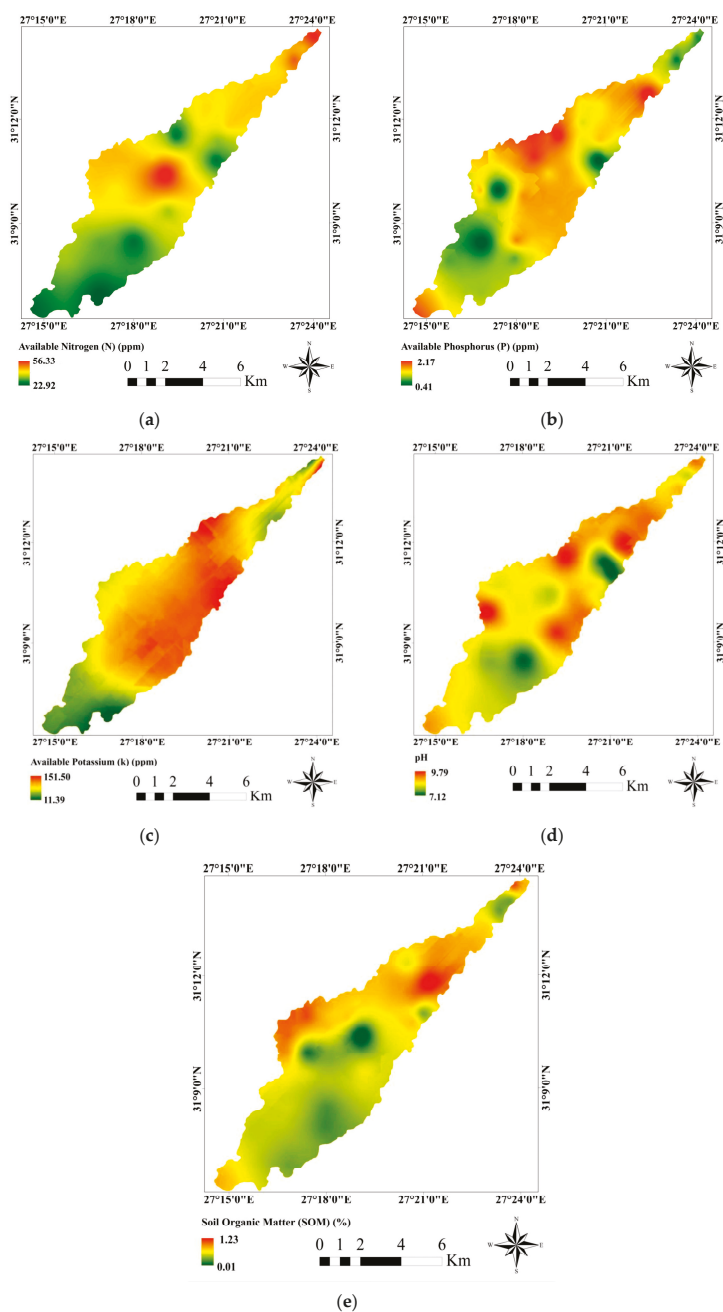 27°15'0"E 27°18'0"E 27°21'0"E 27°24'0"E
31°12'0"N 31°12'0"N
31°9'0"N 31°9'0"N
27°15'0"E 27°18'0"E 27°21'0"E 27°24'0"E
Available Nitrogen (N) (ppm)
56.33
22.92
0 1 2 4 6
Km
N
W E
S
(a)
27°15'0"E 27°18'0"E 27°21'0"E 27°24'0"E
31°12'0"N 31°12'0"N
31°9'0"N 31°9'0"N
27°15'0"E 27°18'0"E 27°21'0"E 27°24'0"E
Available Phosphorus (P) (ppm)
2.17
0.41
0 1 2 4 6
Km
N
W E
S
(b)
27°15'0"E 27°18'0"E 27°21'0"E 27°24'0"E
31°12'0"N 31°12'0"N
31°9'0"N 31°9'0"N
27°15'0"E 27°18'0"E 27°21'0"E 27°24'0"E
Available Potassium (k) (ppm)
151.50
11.39
0 1 2 4 6
Km
N
W E
S
(c)
27°15'0"E 27°18'0"E 27°21'0"E 27°24'0"E
31°12'0"N 31°12'0"N
31°9'0"N 31°9'0"N
27°15'0"E 27°18'0"E 27°21'0"E 27°24'0"E
pH
9.79
7.12
0 1 2 4 6
Km
N
W E
S
(d)
27°15'0"E 27°18'0"E 27°21'0"E 27°24'0"E
31°12'0"N 31°12'0"N
31°9'0"N 31°9'0"N
27°15'0"E 27°18'0"E 27°21'0"E 27°24'0"E
Soil Organic Matter (SOM) (%)
1.23
0.01
0 1 2 4 6
Km
N
W E
S
(e)